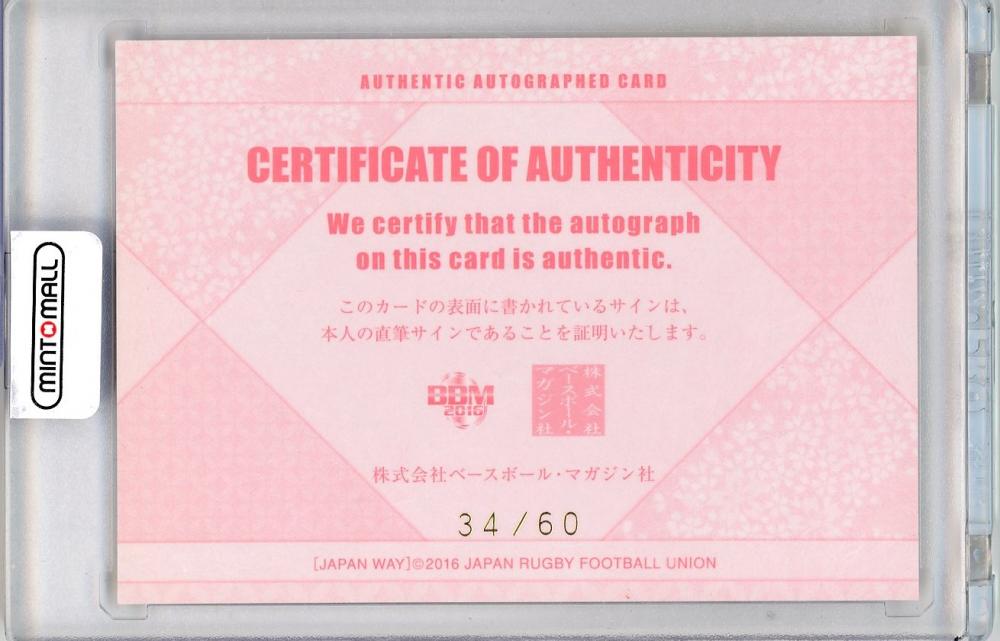 AUTHENTIC AUTOGRAPHED CARD
CERTIFICATE OF AUTHENTICITY
We certify that the autograph
on this card is authentic.
このカードの表面に書かれているサインは、
本人の直筆サインであることを証明いたします。
MINTOMALL
BBM
2016
株式会社
ベースボール・
マガジン社
株式会社ベースボール・マガジン社
34/60
[JAPAN WAY]©2016 JAPAN RUGBY FOOTBALL UNION